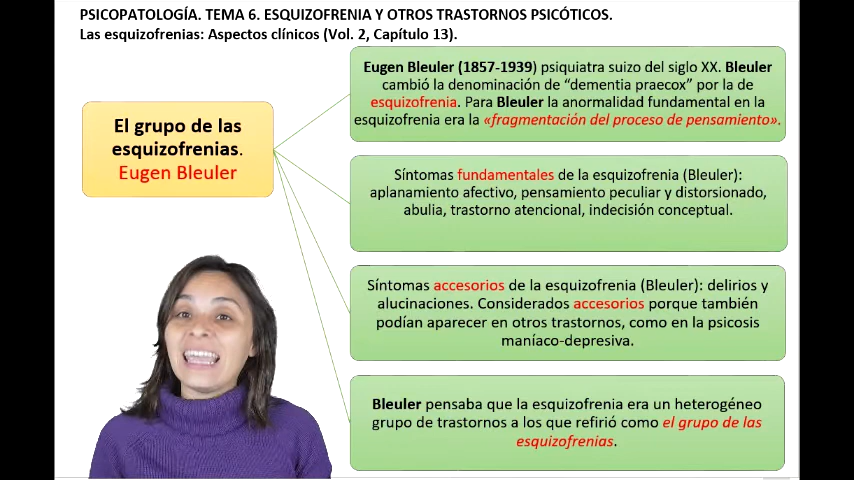 PSICOPATOLOGÍA. TEMA 6. ESQUIZOFRENIA Y OTROS TRASTORNOS PSICÓTICOS.
Las esquizofrenias: Aspectos clínicos (Vol. 2, Capítulo 13).
El grupo de las
esquizofrenias.
Eugen Bleuler
Eugen Bleuler (1857-1939) psiquiatra suizo del siglo XX. Bleuler
cambió la denominación de “dementia praecox” por la de
esquizofrenia. Para Bleuler la anormalidad fundamental en la
esquizofrenia era la «fragmentación del proceso de pensamiento».
Síntomas fundamentales de la esquizofrenia (Bleuler):
aplanamiento afectivo, pensamiento peculiar y distorsionado,
abulia, trastorno atencional, indecisión conceptual.
Síntomas accesorios de la esquizofrenia (Bleuler): delirios y
alucinaciones. Considerados accesorios porque también
podían aparecer en otros trastornos, como en la psicosis
maníaco-depresiva.
Bleuler pensaba que la esquizofrenia era un heterogéneo
grupo de trastornos a los que refirió como el grupo de las
esquizofrenias.